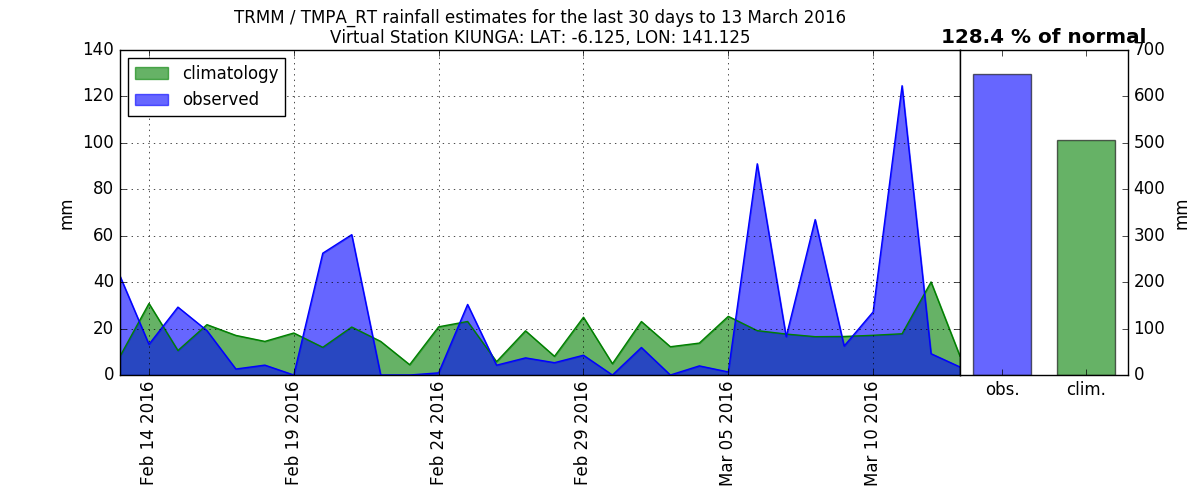 TRMM / TMPA_RT rainfall estimates for the last 30 days to 13 March 2016
Virtual Station KIUNGA: LAT: -6.125, LON: 141.125
128.4 % of normal
climatology
observed
140
120
100
80
60
40
20
0
mm
Feb 14 2016
Feb 19 2016
Feb 24 2016
Feb 29 2016
Mar 05 2016
Mar 10 2016
700
600
500
400
300
200
100
0
mm
obs.
clim.